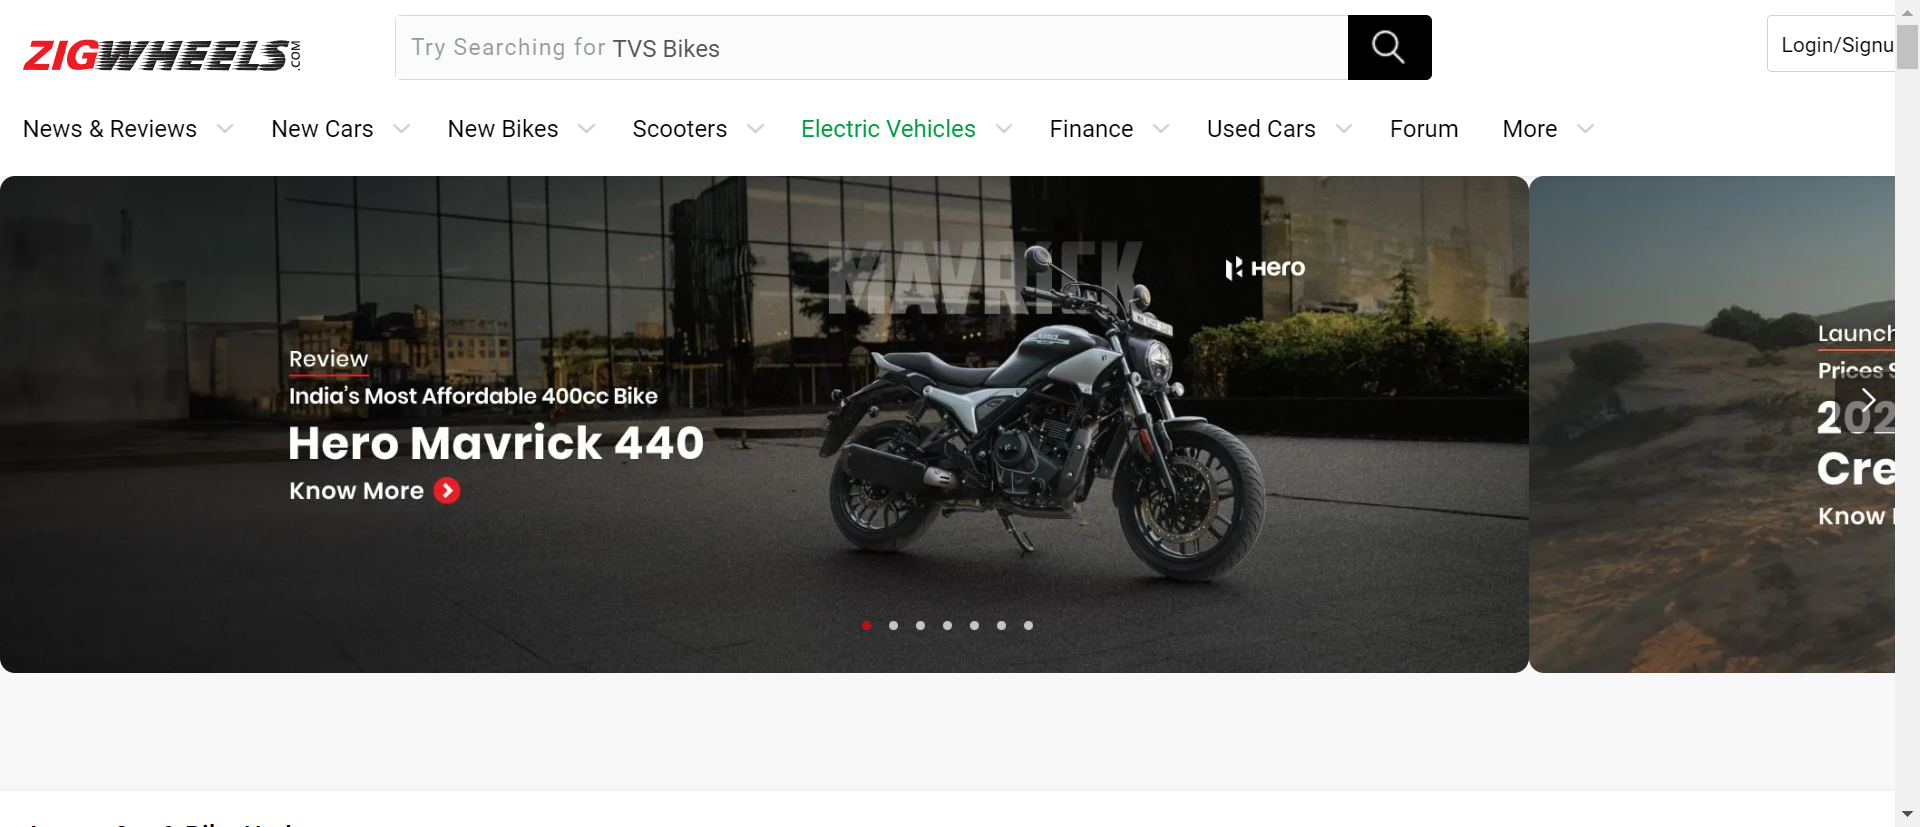 ZIGWHEELS.COM
Try Searching for TVS Bikes
Login/Signu
News & Reviews New Cars New Bikes Scooters Electric Vehicles Finance Used Cars Forum More
MAVRICK
Hero
Review
India's Most Affordable 400cc Bike
Hero Mavrick 440
Know More
Launch
Prices S
202
Cre
Know